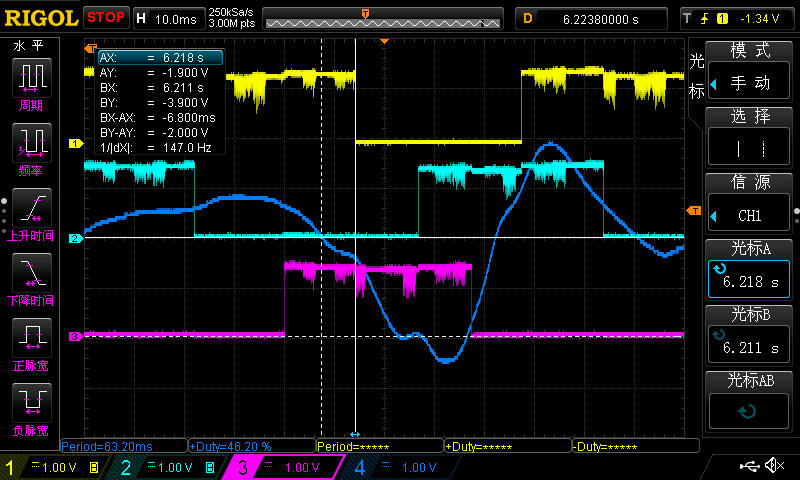 RIGOL STOP H 10.0ms 250kSa/s 3.00M pts T D 6.22380000 s T 1 -1.34 V
水 平
周期
频率
上升时间
下降时间
正脉宽
负脉宽
T
AX: = 6.218 s
AY: = -1.900 V
BX: = 6.211 s
BY: = -3.900 V
BX-AX: = -6.800ms
BY-AY: = -2.000 V
1/|dX|: = 147.0 Hz
1
2
3
T
光标
模 式
手 动
选 择
信 源
CH1
光标A
6.218 s
光标B
6.211 s
光标AB
Period=63.20ms +Duty=46.20 % Period=***** +Duty=***** -Duty=*****
1 1.00 V B 2 1.00 V B 3 1.00 V 4 1.00 V